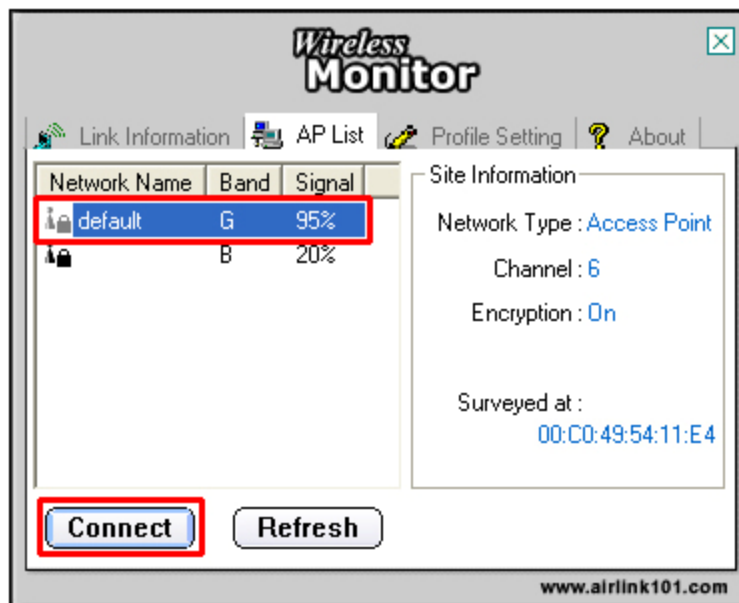 Wireless
Monitor
Link Information AP List Profile Setting About
Network Name Band Signal
default G 95%
B 20%
Site Information
Network Type : Access Point
Channel : 6
Encryption : On
Surveyed at :
00:C0:49:54:11:E4
Connect Refresh
www.airlink101.com